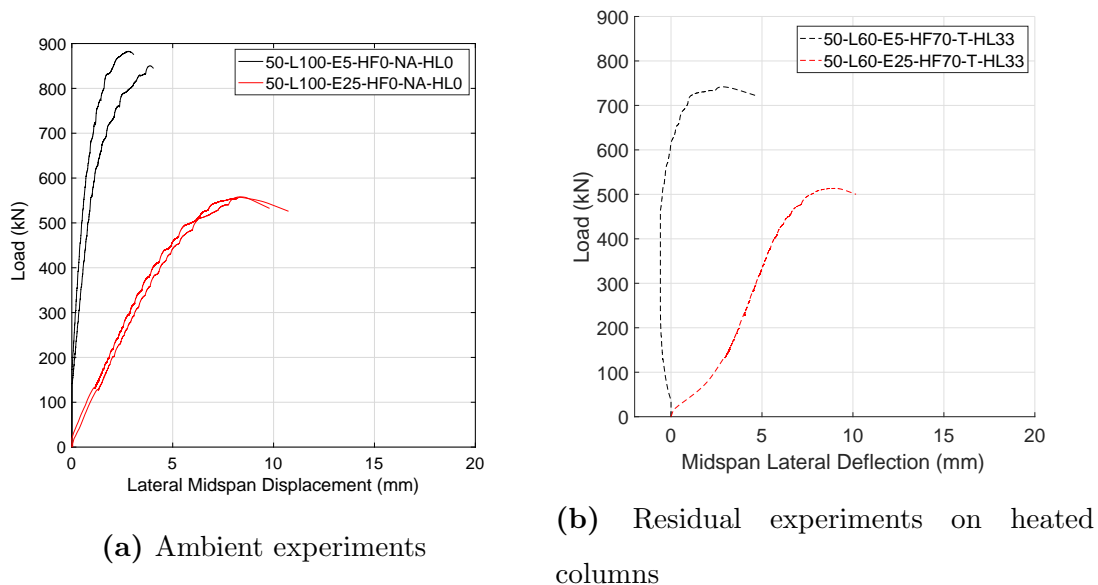 900
800
700
600
500
400
300
200
100
0
Load (kN)
50-L100-E5-HF0-NA-HL0
50-L100-E25-HF0-NA-HL0
0 5 10 15 20
Lateral Midspan Displacement (mm)
(a) Ambient experiments
900
800
700
600
500
400
300
200
100
0
Load (kN)
50-L60-E5-HF70-T-HL33
50-L60-E25-HF70-T-HL33
0 5 10 15 20
Midspan Lateral Deflection (mm)
(b) Residual experiments on heated
columns